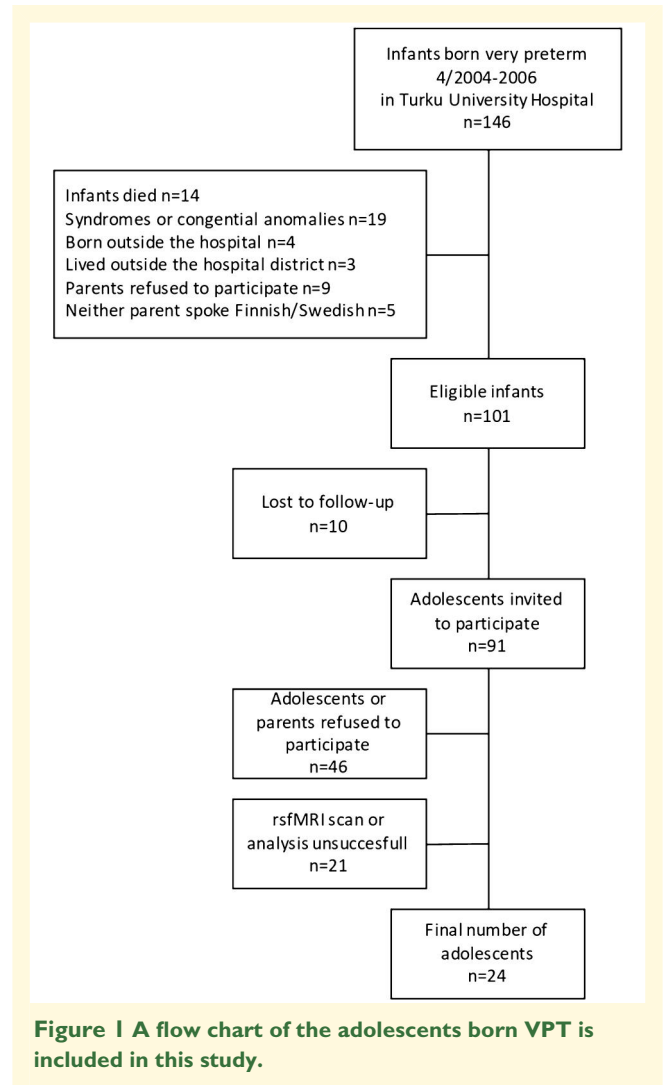 Infants born very preterm
4/2004-2006
in Turku University Hospital
n=146
Infants died n=14
Syndromes or congential anomalies n=19
Born outside the hospital n=4
Lived outside the hospital district n=3
Parents refused to participate n=9
Neither parent spoke Finnish/Swedish n=5
Eligible infants
n=101
Lost to follow-up
n=10
Adolescents invited
to participate
n=91
Adolescents or
parents refused to
participate
n=46
rsfMRI scan or
analysis unsuccesfull
n=21
Final number of
adolescents
n=24
Figure 1 A flow chart of the adolescents born VPT is
included in this study.